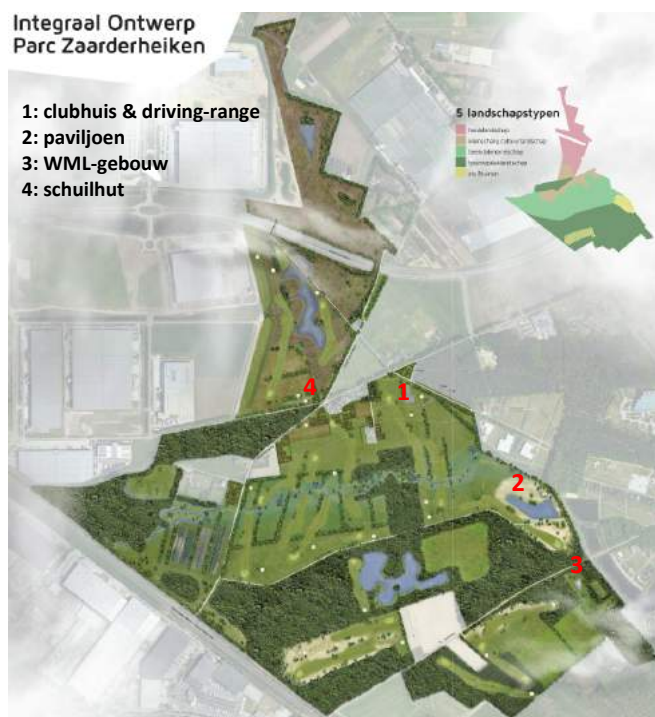 Integraal Ontwerp
Parc Zaarderheiken
1: clubhuis & driving-range
2: paviljoen
3: WML-gebouw
4: schuilhut
5 landschapstypen
4
1
2
3